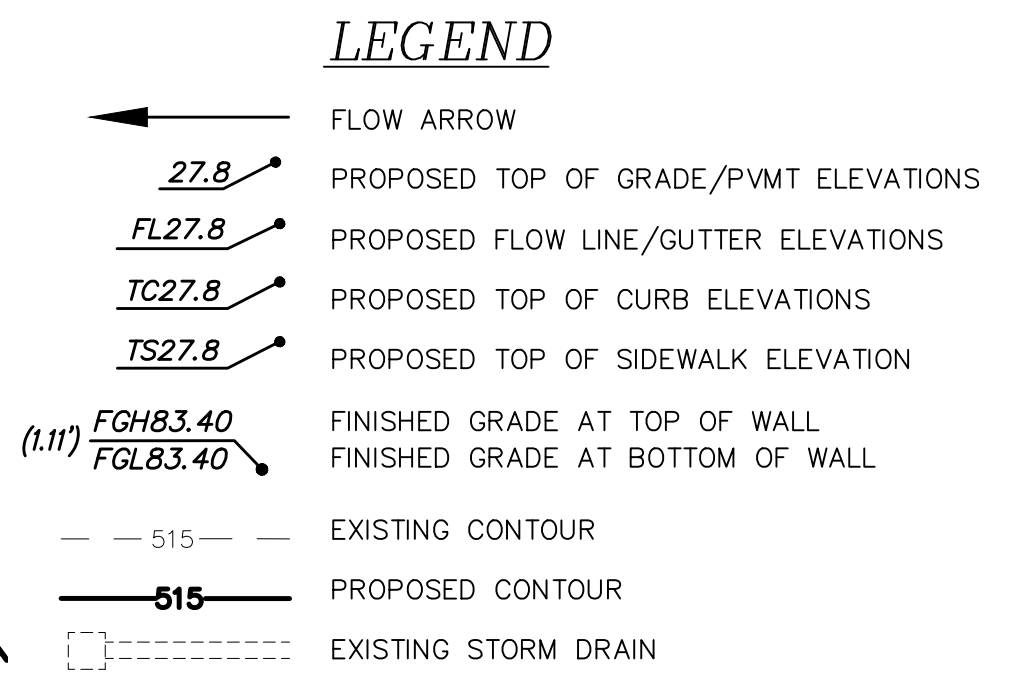 LEGEND
FLOW ARROW
27.8 PROPOSED TOP OF GRADE/PVMT ELEVATIONS
FL27.8 PROPOSED FLOW LINE/GUTTER ELEVATIONS
TC27.8 PROPOSED TOP OF CURB ELEVATIONS
TS27.8 PROPOSED TOP OF SIDEWALK ELEVATION
(1.11') FGH83.40 FINISHED GRADE AT TOP OF WALL
FGL83.40 FINISHED GRADE AT BOTTOM OF WALL
515 EXISTING CONTOUR
515 PROPOSED CONTOUR
EXISTING STORM DRAIN